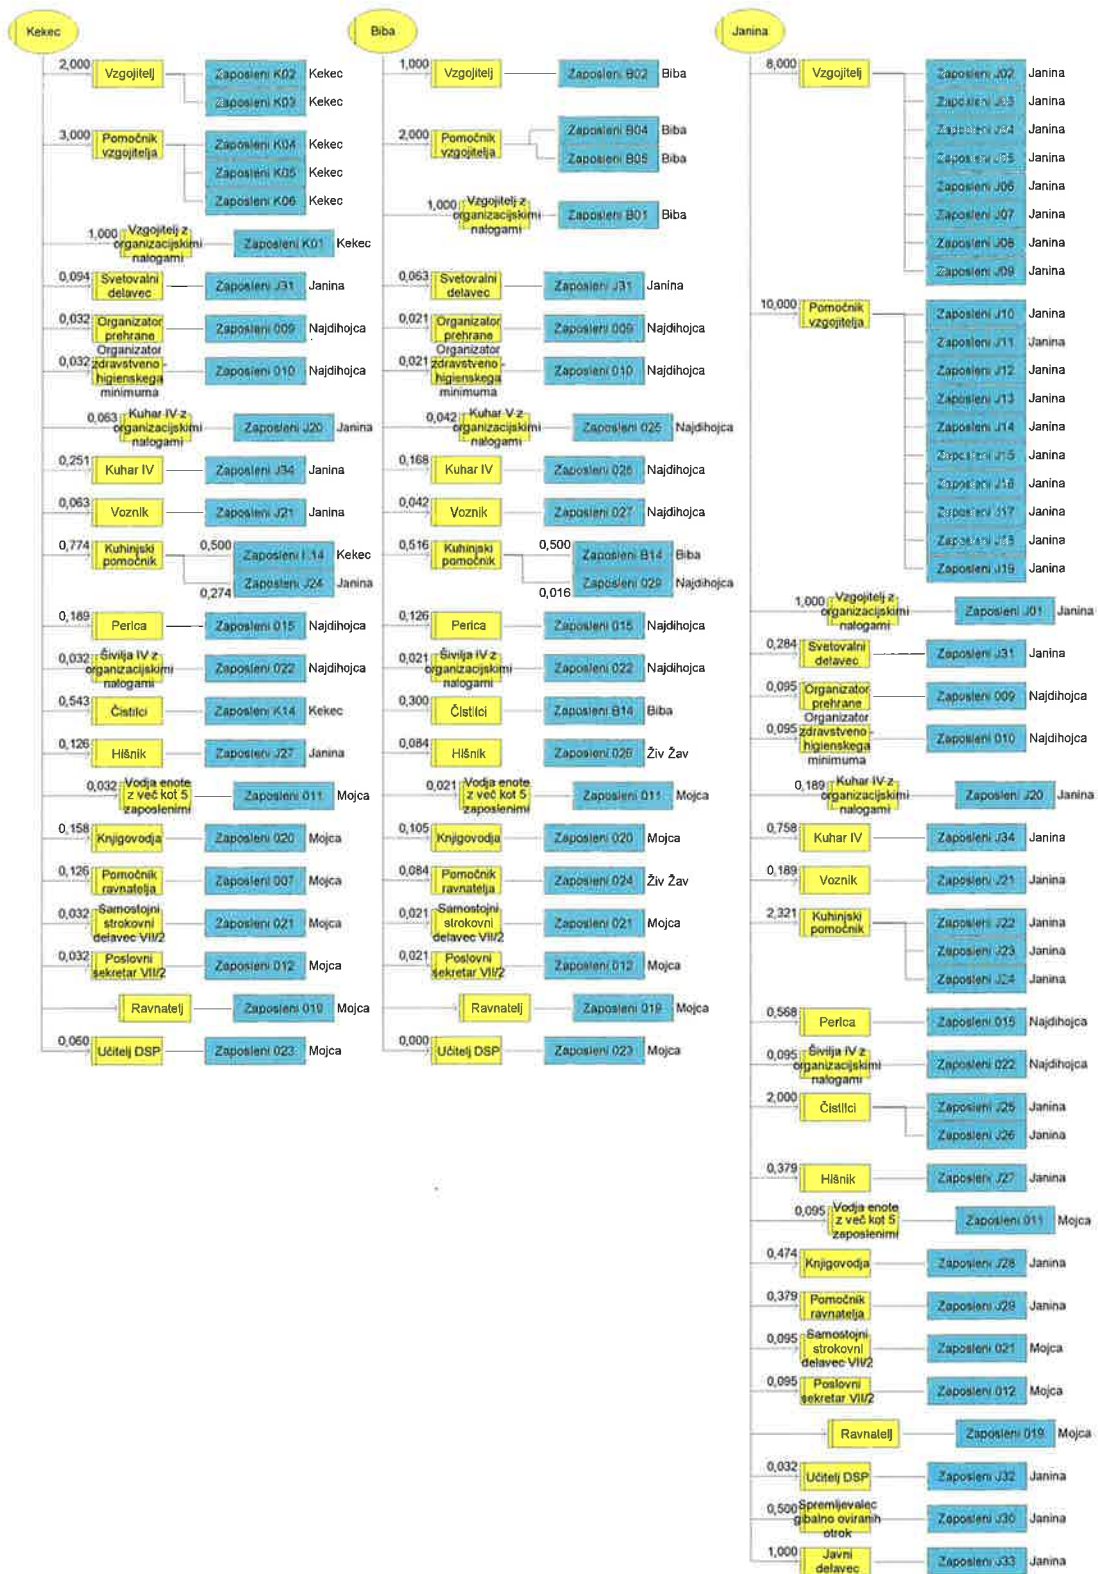 Kekec
2,000 Vzgojitelj Zaposleni K02 Kekec
Zaposleni K03 Kekec
3,000 Pomočnik vzgojitelja Zaposleni K04 Kekec
Zaposleni K05 Kekec
Zaposleni K06 Kekec
1,000 Vzgojitelj z organizacijskimi nalogami Zaposleni K01 Kekec
0,094 Svetovalni delavec Zaposleni J31 Janina
0,032 Organizator prehrane Zaposleni 009 Najdihojca
0,032 Organizator zdravstveno - higienskega minimuma Zaposleni 010 Najdihojca
0,063 Kuhar IV z organizacijskimi nalogami Zaposleni J20 Janina
0,251 Kuhar IV Zaposleni J34 Janina
0,063 Voznik Zaposleni J21 Janina
0,774 Kuhinjski pomočnik 0,500 Zaposleni Kekec
0,274 Zaposleni J24 Janina
0,189 Perica Zaposleni 015 Najdihojca
0,032 Šivilja IV z organizacijskimi nalogami Zaposleni 022 Najdihojca
0,543 Čistilci Zaposleni K14 Kekec
0,126 Hišnik Zaposleni J27 Janina
0,032 Vodja enote z več kot 5 zaposlenimi Zaposleni 011 Mojca
0,158 Knjigovodja Zaposleni 020 Mojca
0,126 Pomočnik ravnatelja Zaposleni 007 Mojca
0,032 Samostojni strokovni delavec VII/2 Zaposleni 021 Mojca
0,032 Poslovni sekretar VII/2 Zaposleni 012 Mojca
Ravnatelj Zaposleni 019 Mojca
0,060 Učitelj DSP Zaposleni 023 Mojca
Biba
1,000 Vzgojitelj Zaposleni B02 Biba
2,000 Pomočnik vzgojitelja Zaposleni B04 Biba
Zaposleni B05 Biba
1,000 Vzgojitelj z organizacijskimi nalogami Zaposleni B01 Biba
0,063 Svetovalni delavec Zaposleni J31 Janina
0,021 Organizator prehrane Zaposleni 009 Najdihojca
0,021 Organizator zdravstveno - higienskega minimuma Zaposleni 010 Najdihojca
0,042 Kuhar V z organizacijskimi nalogami Zaposleni 025 Najdihojca
0,168 Kuhar IV Zaposleni 026 Najdihojca
0,042 Voznik Zaposleni 027 Najdihojca
0,516 Kuhinjski pomočnik 0,500 Zaposleni B14 Biba
0,016 Zaposleni 029 Najdihojca
0,126 Perica Zaposleni 015 Najdihojca
0,021 Šivilja IV z organizacijskimi nalogami Zaposleni 022 Najdihojca
0,300 Čistilci Zaposleni B14 Biba
0,084 Hišnik Zaposleni 026 Živ Žav
0,021 Vodja enote z več kot 5 zaposlenimi Zaposleni 011 Mojca
0,105 Knjigovodja Zaposleni 020 Mojca
0,084 Pomočnik ravnatelja Zaposleni 024 Živ Žav
0,021 Samostojni strokovni delavec VII/2 Zaposleni 021 Mojca
0,021 Poslovni sekretar VII/2 Zaposleni 012 Mojca
Ravnatelj Zaposleni 019 Mojca
0,000 Učitelj DSP Zaposleni 023 Mojca
Janina
8,000 Vzgojitelj Zaposleni J02 Janina
Zaposleni J03 Janina
Zaposleni J04 Janina
Zaposleni J05 Janina
Zaposleni J06 Janina
Zaposleni J07 Janina
Zaposleni J08 Janina
Zaposleni J09 Janina
10,000 Pomočnik vzgojitelja Zaposleni J10 Janina
Zaposleni J11 Janina
Zaposleni J12 Janina
Zaposleni J13 Janina
Zaposleni J14 Janina
Zaposleni J15 Janina
Zaposleni J16 Janina
Zaposleni J17 Janina
Zaposleni J18 Janina
Zaposleni J19 Janina
1,000 Vzgojitelj z organizacijskimi nalogami Zaposleni J01 Janina
0,284 Svetovalni delavec Zaposleni J31 Janina
0,095 Organizator prehrane Zaposleni 009 Najdihojca
0,095 Organizator zdravstveno - higienskega minimuma Zaposleni 010 Najdihojca
0,189 Kuhar IV z organizacijskimi nalogami Zaposleni J20 Janina
0,758 Kuhar IV Zaposleni J34 Janina
0,189 Voznik Zaposleni J21 Janina
2,321 Kuhinjski pomočnik Zaposleni J22 Janina
Zaposleni J23 Janina
Zaposleni J24 Janina
0,568 Perica Zaposleni 015 Najdihojca
0,095 Šivilja IV z organizacijskimi nalogami Zaposleni 022 Najdihojca
2,000 Čistilci Zaposleni J25 Janina
Zaposleni J26 Janina
0,379 Hišnik Zaposleni J27 Janina
0,095 Vodja enote z več kot 5 zaposlenimi Zaposleni 011 Mojca
0,474 Knjigovodja Zaposleni J28 Janina
0,379 Pomočnik ravnatelja Zaposleni J29 Janina
0,095 Samostojni strokovni delavec VII/2 Zaposleni 021 Mojca
0,095 Poslovni sekretar VII/2 Zaposleni 012 Mojca
Ravnatelj Zaposleni 019 Mojca
0,032 Učitelj DSP Zaposleni J32 Janina
0,500 Spremljevalec gibalno oviranih otrok Zaposleni J30 Janina
1,000 Javni delavec Zaposleni J33 Janina